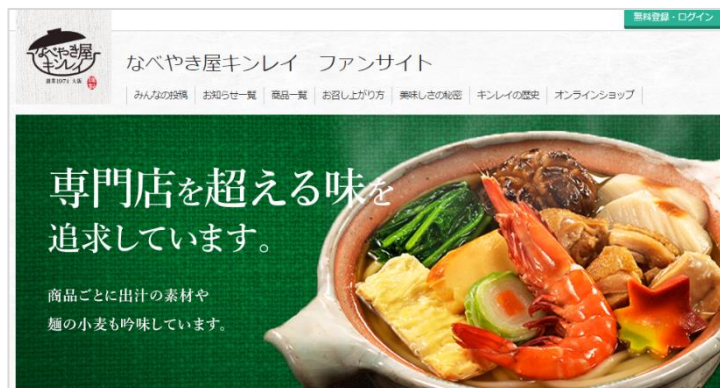 無料登録・ログイン
なべやき屋
キンレイ
創業1974 大阪
なべやき屋キンレイ　ファンサイト
みんなの投稿
お知らせ一覧
商品一覧
お召し上がり方
美味しさの秘密
キンレイの歴史
オンラインショップ
専門店を超える味を
追求しています。
商品ごとに出汁の素材や
麺の小麦も吟味しています。